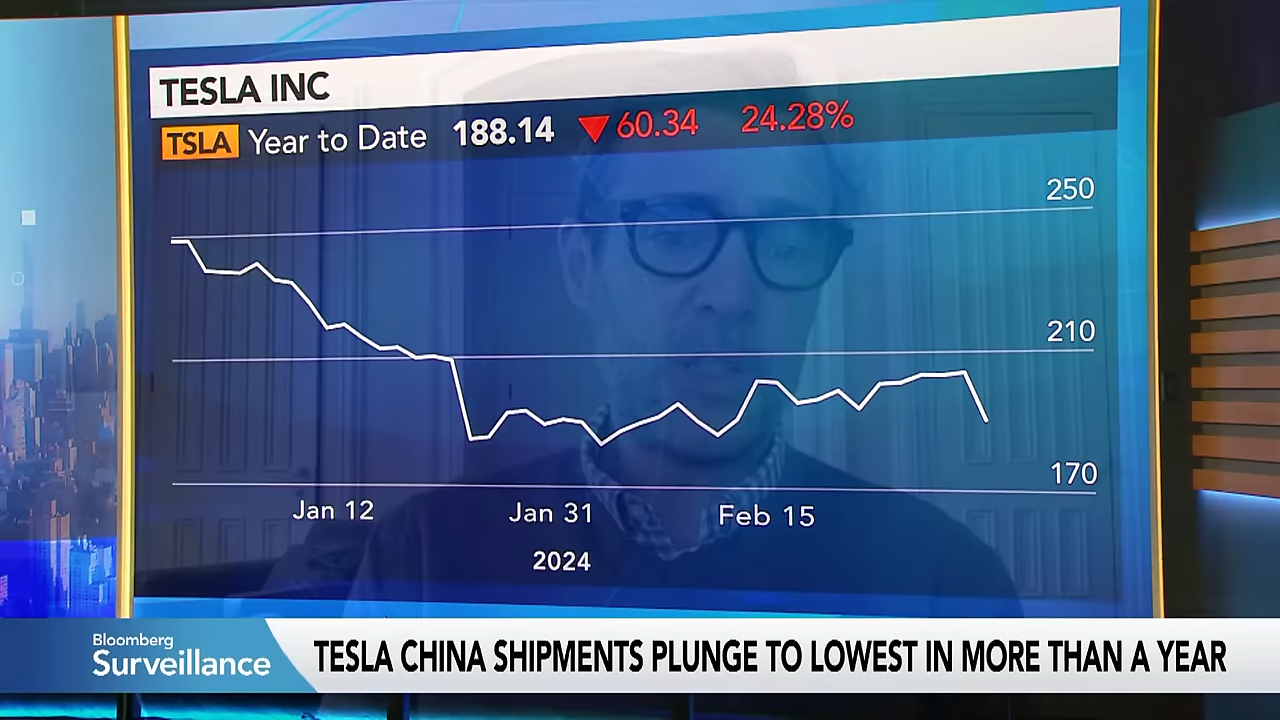 TESLA INC
TSLA Year to Date 188.14 ▼60.34 24.28%
250
210
170
Jan 12 Jan 31 Feb 15
2024
Bloomberg
Surveillance
TESLA CHINA SHIPMENTS PLUNGE TO LOWEST IN MORE THAN A YEAR